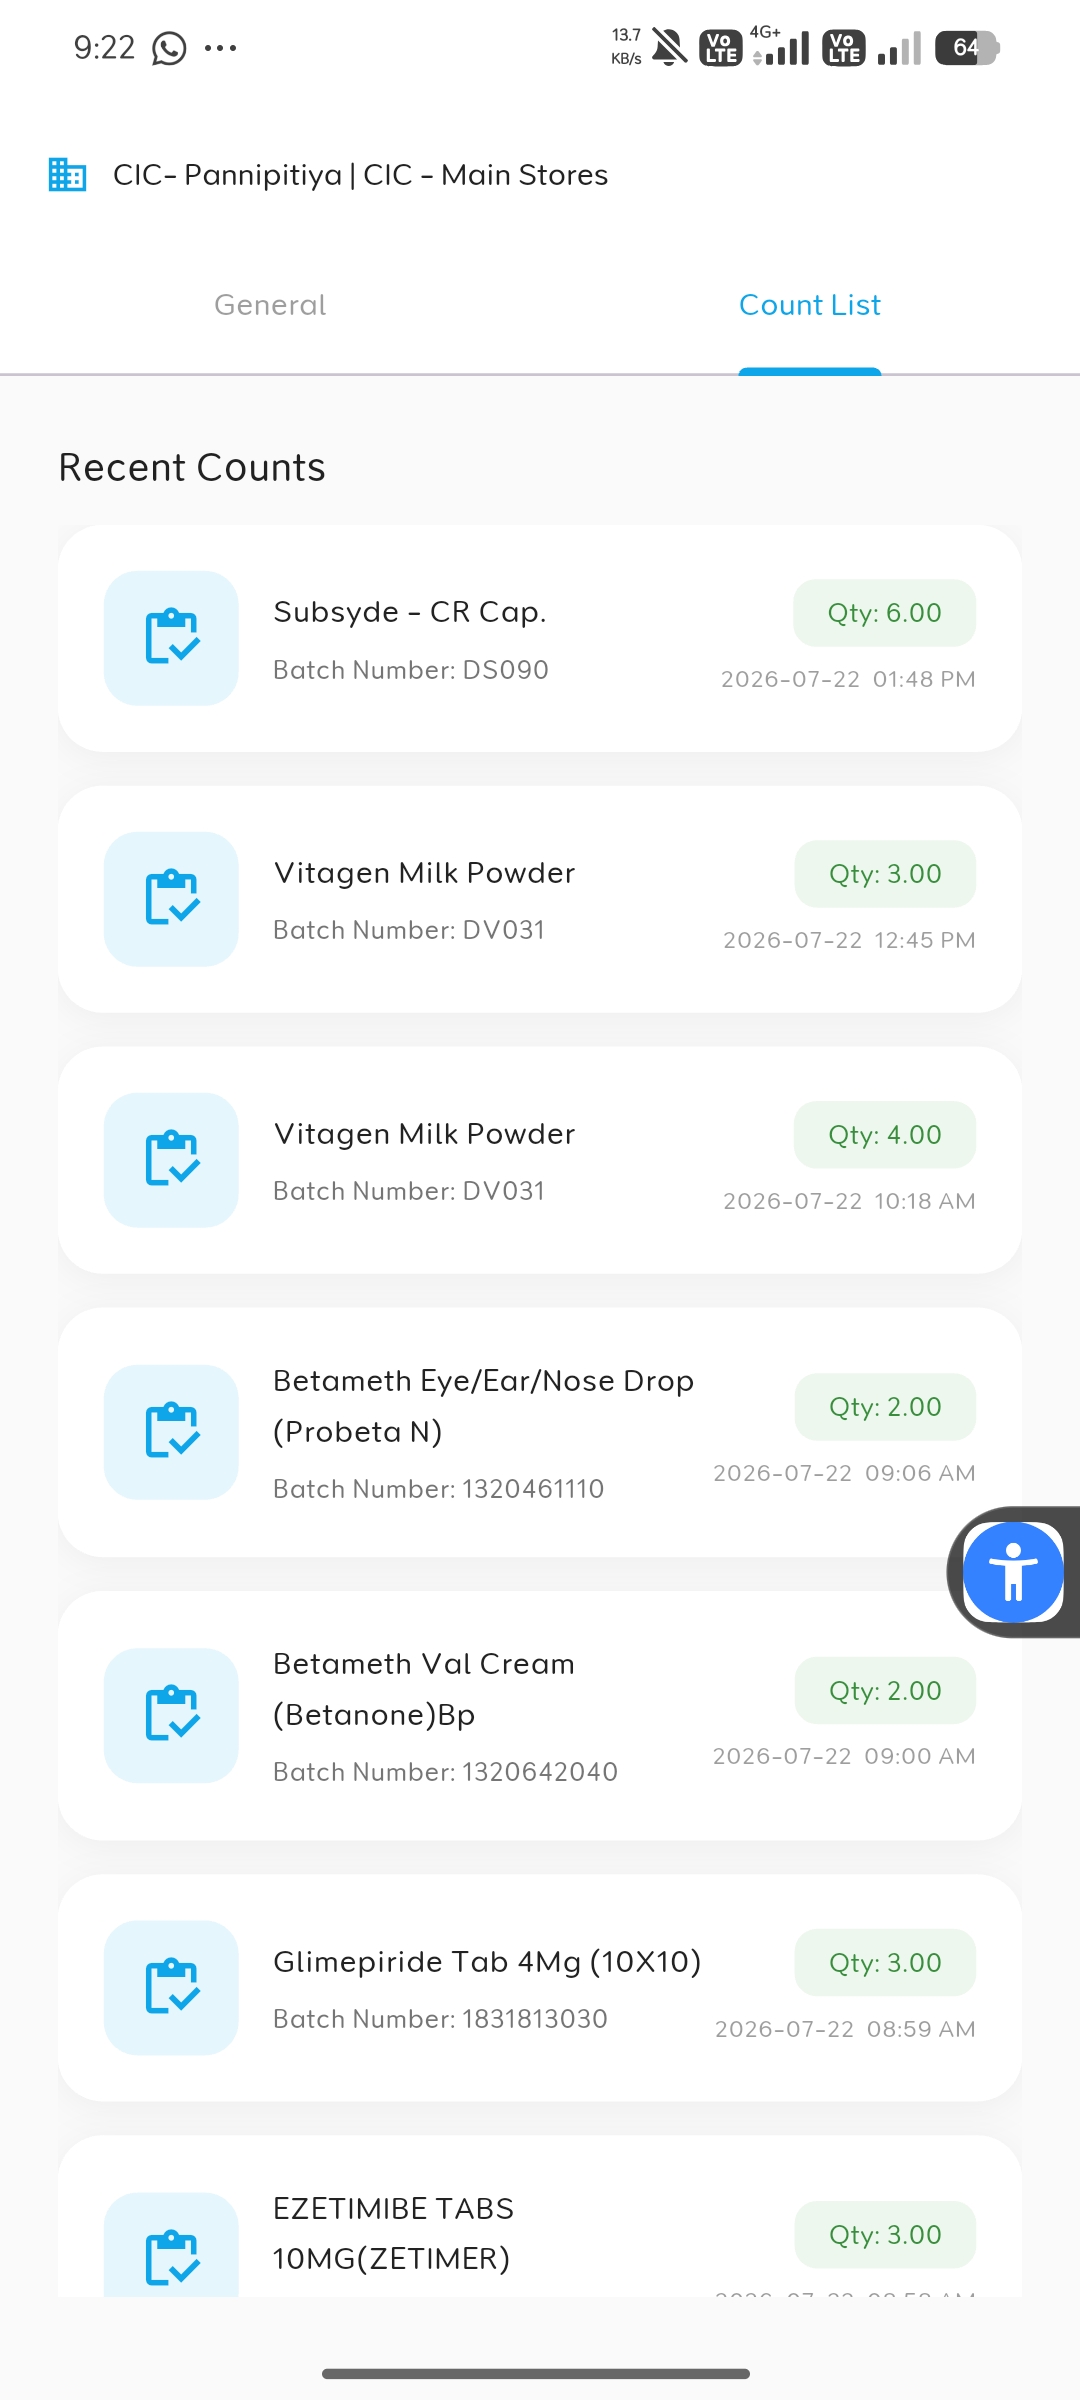 9:22
13.7
KB/s
Vo
LTE
4G+
Vo
LTE
64
CIC- Pannipitiya | CIC - Main Stores
General
Count List
Recent Counts
Subsyde - CR Cap.
Qty: 6.00
Batch Number: DS090
2026-07-22 01:48 PM
Vitagen Milk Powder
Qty: 3.00
Batch Number: DV031
2026-07-22 12:45 PM
Vitagen Milk Powder
Qty: 4.00
Batch Number: DV031
2026-07-22 10:18 AM
Betameth Eye/Ear/Nose Drop
(Probeta N)
Qty: 2.00
Batch Number: 1320461110
2026-07-22 09:06 AM
Betameth Val Cream
(Betanone)Bp
Qty: 2.00
Batch Number: 1320642040
2026-07-22 09:00 AM
Glimepiride Tab 4Mg (10X10)
Qty: 3.00
Batch Number: 1831813030
2026-07-22 08:59 AM
EZETIMIBE TABS
10MG(ZETIMER)
Qty: 3.00